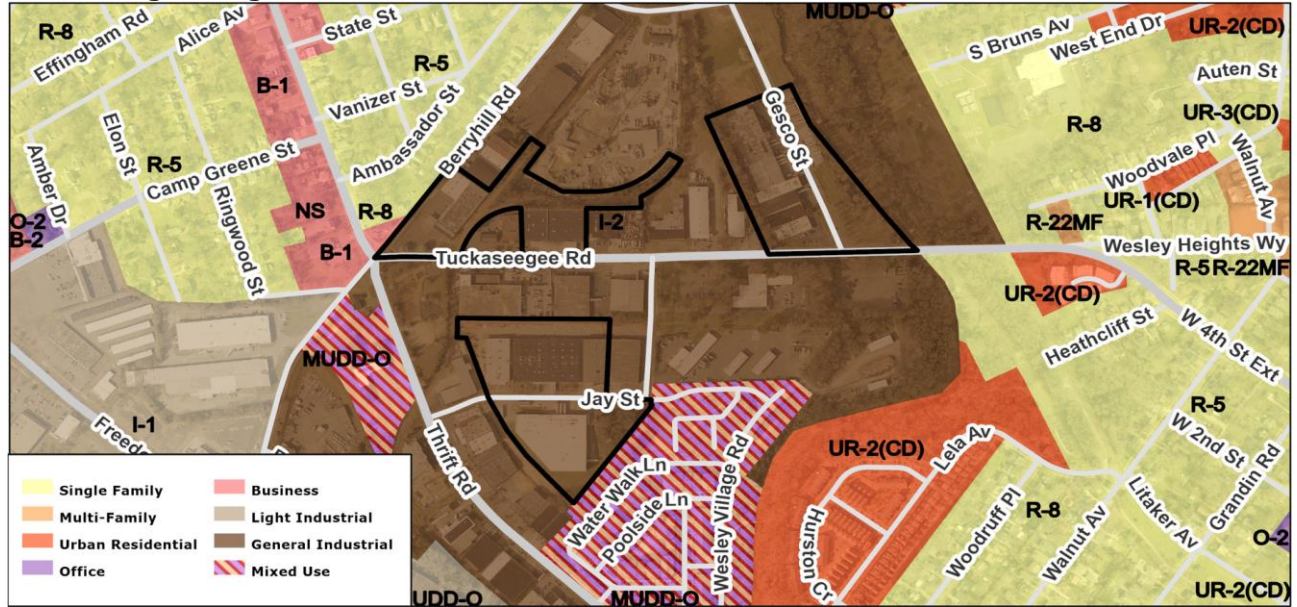 MUDD-O
R-8
Effingham Rd
Alice Av
State St
S Bruns Av
West End Dr
UR-2(CD)
R-5
B-1
Vanizer St
Ambassador St
Berryhill Rd
Gesco St
Auten St
UR-3(CD)
R-8
Elon St
Amber Dr
R-5
Camp Greene St
Ringwood St
Woodvale Pl
Walnut Av
UR-1(CD)
O-2
B-2
NS
R-8
B-1
I-2
R-22MF
Wesley Heights Wy
Tuckaseegee Rd
R-5
R-22MF
UR-2(CD)
Heathcliff St
W 4th St Ext
MUDD-O
Jay St
R-5
I-1
Thrift Rd
W 2nd St
Grandin Rd
UR-2(CD)
Lela Av
Water Walk Ln
Poolside Ln
Wesley Village Rd
Hurston Cr
Woodruff Pl
R-8
Walnut Av
Litaker Av
O-2
UR-2(CD)
MUDD-O
UDD-O
Single Family
Multi-Family
Urban Residential
Office
Business
Light Industrial
General Industrial
Mixed Use